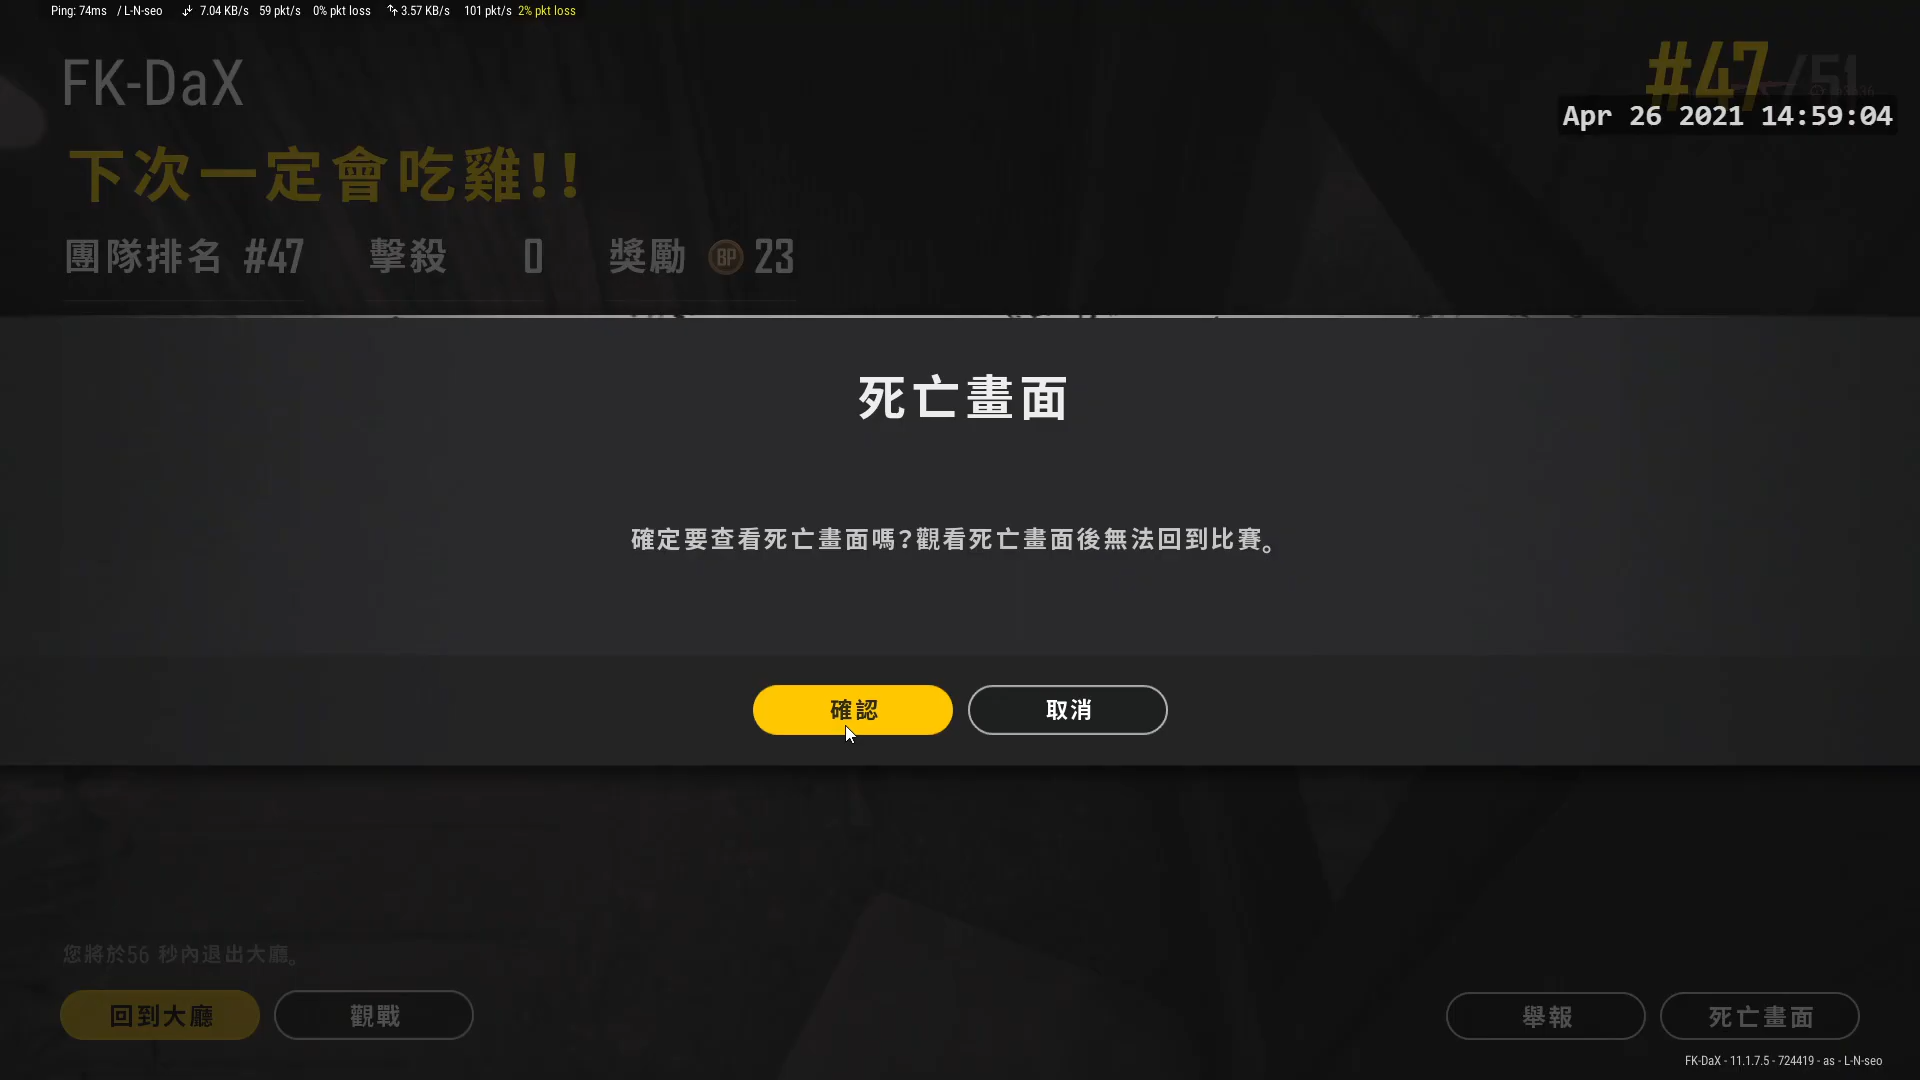 Ping: 74ms / L-N-seo 7.04 KB/s 59 pkt/s 0% pkt loss 3.57 KB/s 101 pkt/s 2% pkt loss
FK-DaX
#47/51
Apr 26 2021 14:59:04
下次一定會吃雞!!
團隊排名 #47 擊殺 0 獎勵 BP 23
死亡畫面
確定要查看死亡畫面嗎?觀看死亡畫面後無法回到比賽。
確認 取消
您將於56 秒內退出大廳。
回到大廳 觀戰 舉報 死亡畫面
FK-DaX - 11.1.7.5 - 724419 - as - L-N-seo